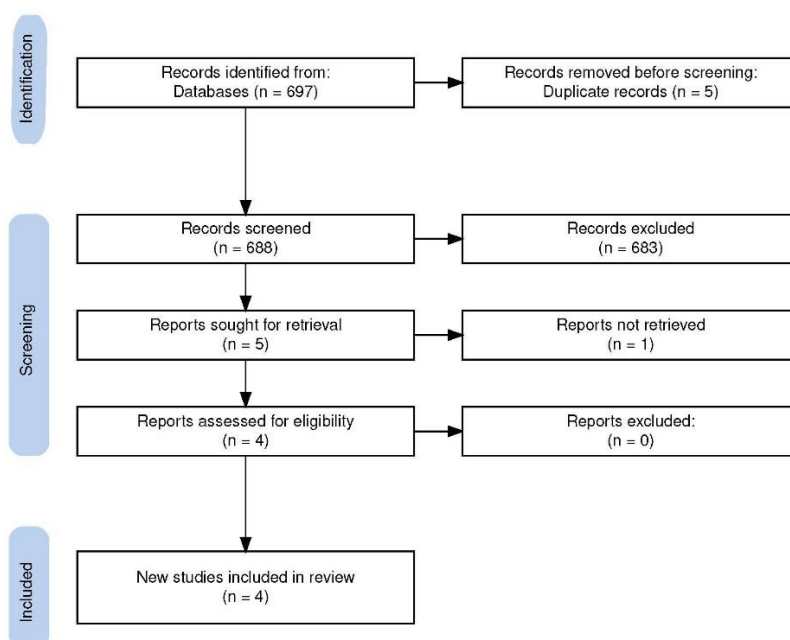 Identification
Records identified from:
Databases (n = 697)
Records removed before screening:
Duplicate records (n = 5)
Screening
Records screened
(n = 688)
Records excluded
(n = 683)
Reports sought for retrieval
(n = 5)
Reports not retrieved
(n = 1)
Reports assessed for eligibility
(n = 4)
Reports excluded:
(n = 0)
Included
New studies included in review
(n = 4)